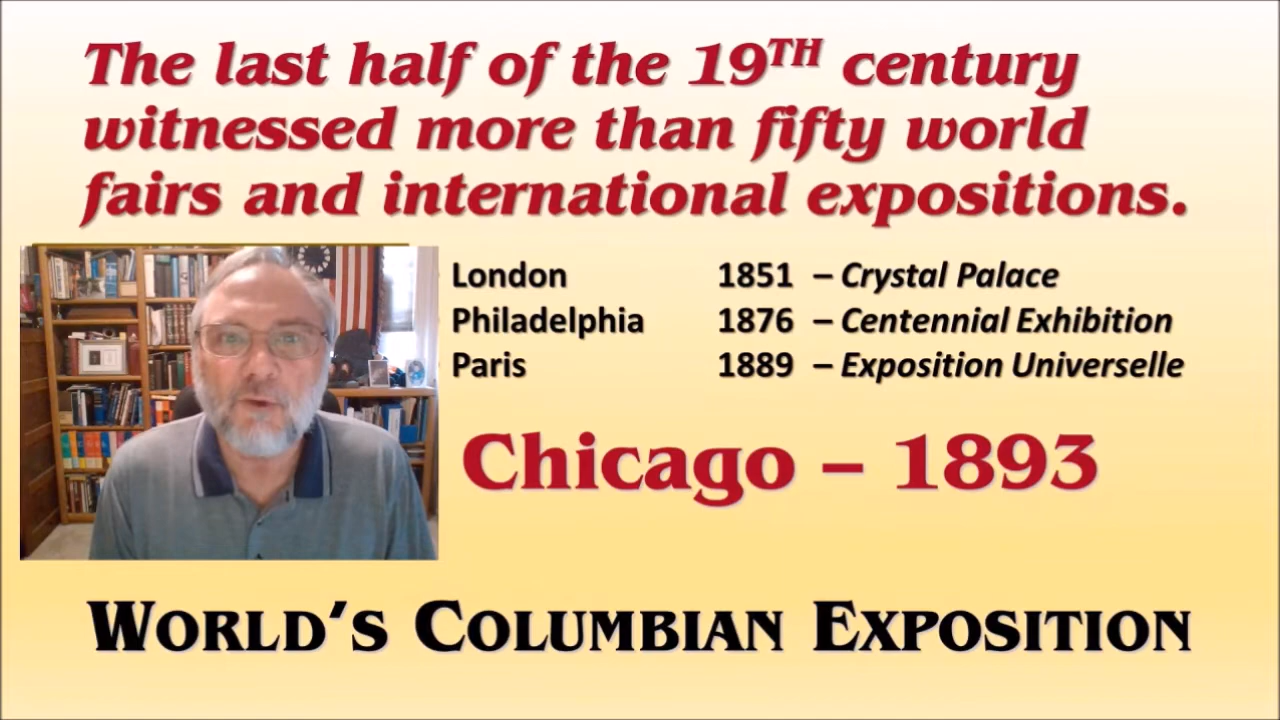 The last half of the 19TH century
witnessed more than fifty world
fairs and international expositions.
London 1851 – Crystal Palace
Philadelphia 1876 – Centennial Exhibition
Paris 1889 – Exposition Universelle
Chicago – 1893
World's Columbian Exposition